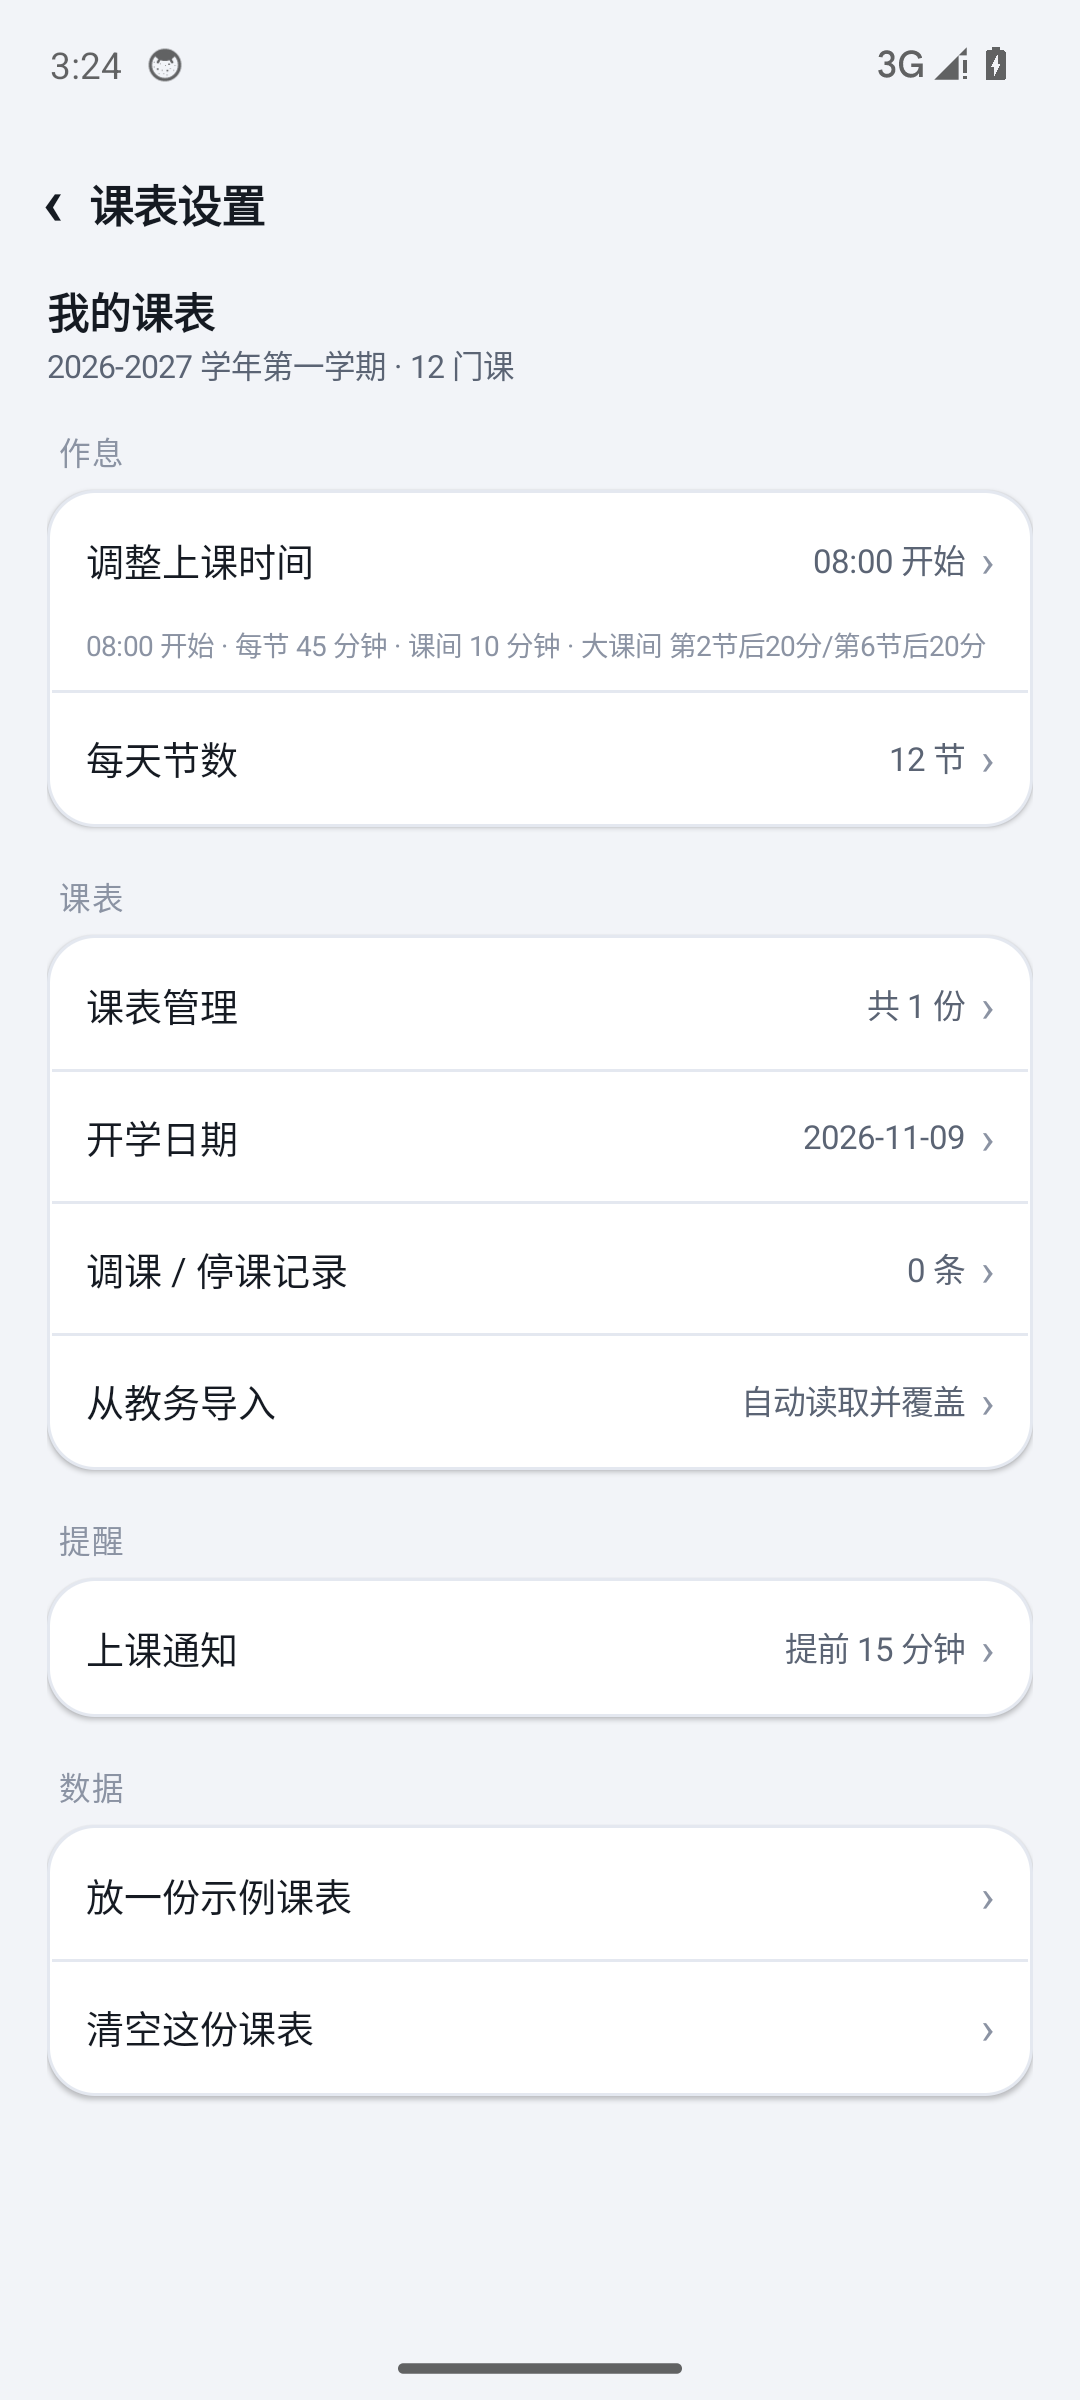 3:24
3G
‹ 课表设置
我的课表
2026-2027 学年第一学期 · 12 门课
作息
调整上课时间 08:00 开始 ›
08:00 开始 · 每节 45 分钟 · 课间 10 分钟 · 大课间 第2节后20分/第6节后20分
每天节数 12 节 ›
课表
课表管理 共 1 份 ›
开学日期 2026-11-09 ›
调课 / 停课记录 0 条 ›
从教务导入 自动读取并覆盖 ›
提醒
上课通知 提前 15 分钟 ›
数据
放一份示例课表 ›
清空这份课表 ›